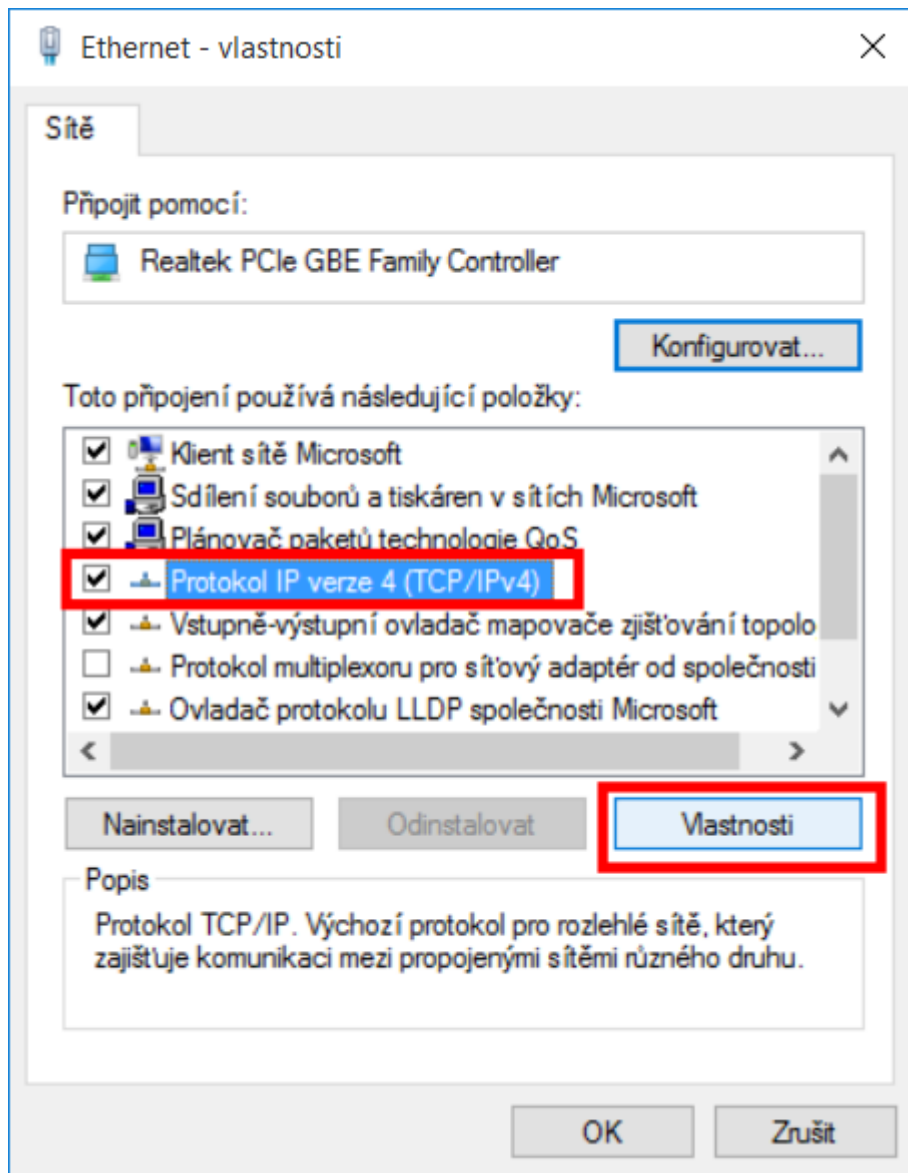 Ethernet - vlastnosti
Sítě
Připojit pomocí:
Realtek PCIe GBE Family Controller
Konfigurovat...
Toto připojení používá následující položky:
Klient sítě Microsoft
Sdílení souborů a tiskáren v sítích Microsoft
Plánovač paketů technologie QoS
Protokol IP verze 4 (TCP/IPv4)
Vstupně-výstupní ovladač mapovače zjišťování topolo
Protokol multiplexoru pro síťový adaptér od společnosti
Ovladač protokolu LLDP společnosti Microsoft
Nainstalovat... Odinstalovat Vlastnosti
Popis
Protokol TCP/IP. Výchozí protokol pro rozlehlé sítě, který
zajišťuje komunikaci mezi propojenými sítěmi různého druhu.
OK Zrušit